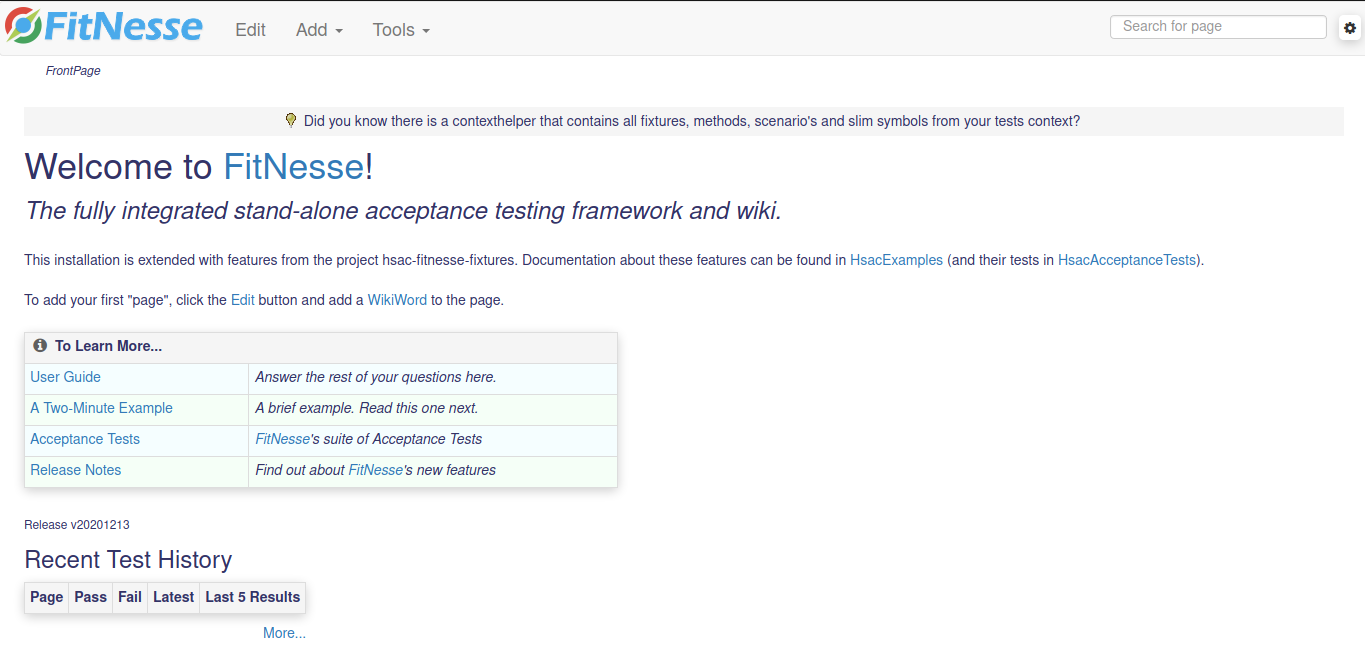 FitNesse Edit Add Tools Search for page
FrontPage
Did you know there is a contexthelper that contains all fixtures, methods, scenario's and slim symbols from your tests context?
Welcome to FitNesse!
The fully integrated stand-alone acceptance testing framework and wiki.
This installation is extended with features from the project hsac-fitnesse-fixtures. Documentation about these features can be found in HsacExamples (and their tests in HsacAcceptanceTests).
To add your first "page", click the Edit button and add a WikiWord to the page.
To Learn More...
User Guide Answer the rest of your questions here.
A Two-Minute Example A brief example. Read this one next.
Acceptance Tests FitNesse's suite of Acceptance Tests
Release Notes Find out about FitNesse's new features
Release v20201213
Recent Test History
Page Pass Fail Latest Last 5 Results
More...